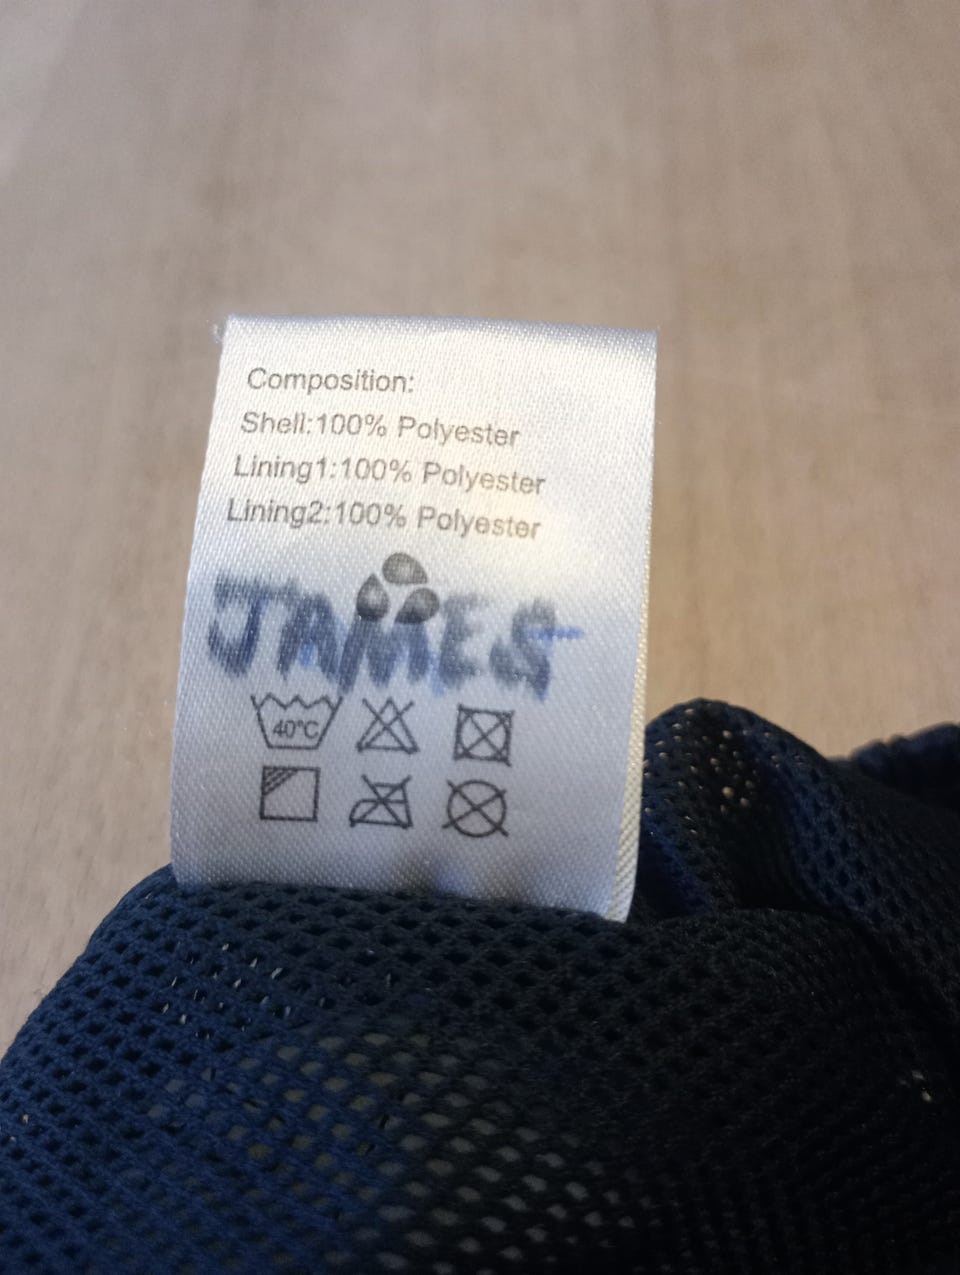 Composition:
Shell:100% Polyester
Lining1:100% Polyester
Lining2:100% Polyester
JAMES
40°C